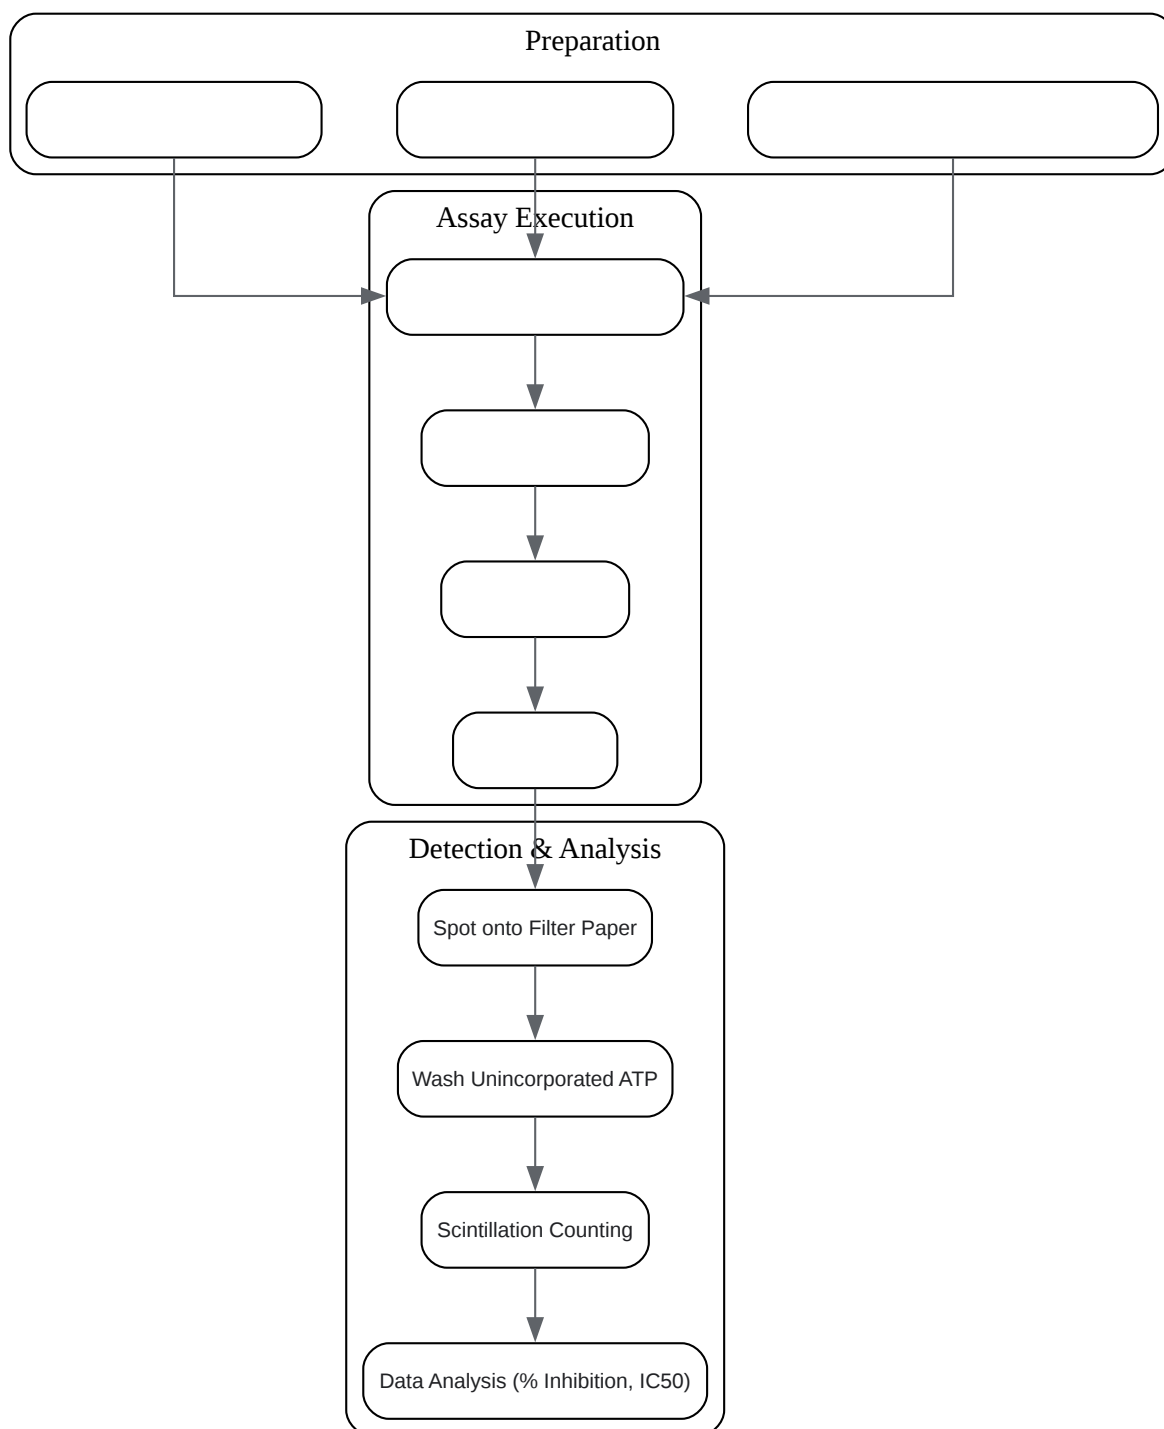 Preparation
Assay Execution
Detection & Analysis
Spot onto Filter Paper
Wash Unincorporated ATP
Scintillation Counting
Data Analysis (% Inhibition, IC50)